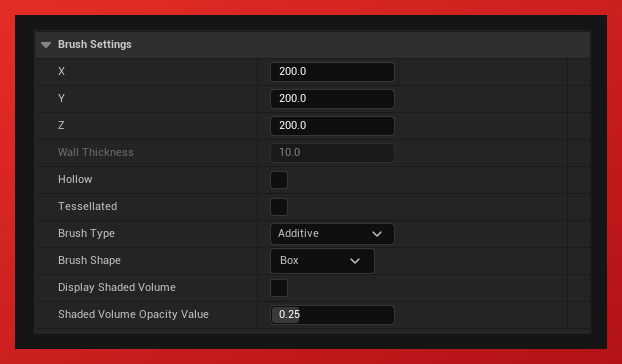 Brush Settings
X 200.0
Y 200.0
Z 200.0
Wall Thickness 10.0
Hollow
Tessellated
Brush Type Additive
Brush Shape Box
Display Shaded Volume
Shaded Volume Opacity Value 0.25